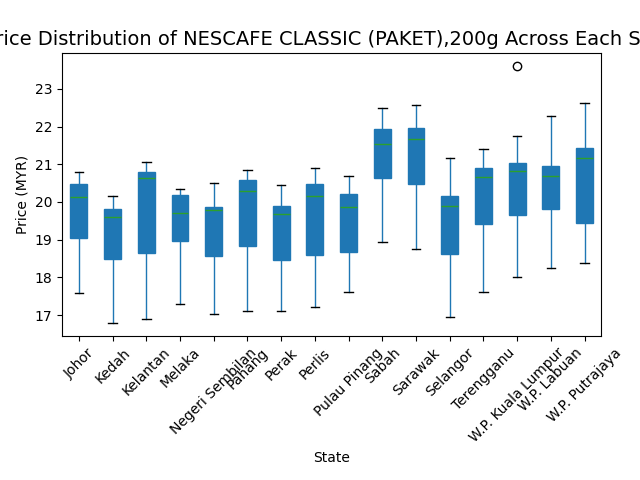 rice Distribution of NESCAFE CLASSIC (PAKET),200g Across Each S
23
22
21
20
19
18
17
Price (MYR)
Johor
Kedah
Kelantan
Melaka
Negeri Sembilan
Pahang
Perak
Perlis
Pulau Pinang
Sabah
Sarawak
Selangor
Terengganu
W.P. Kuala Lumpur
W.P. Labuan
W.P. Putrajaya
State